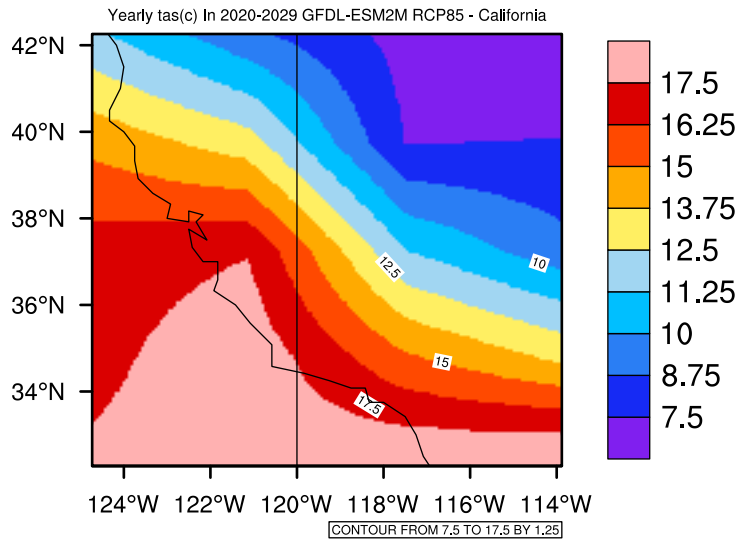 Yearly tas(c) In 2020-2029 GFDL-ESM2M RCP85 - California
42°N
40°N
38°N
36°N
34°N
124°W 122°W 120°W 118°W 116°W 114°W
12.5
10
15
17.5
17.5
16.25
15
13.75
12.5
11.25
10
8.75
7.5
CONTOUR FROM 7.5 TO 17.5 BY 1.25